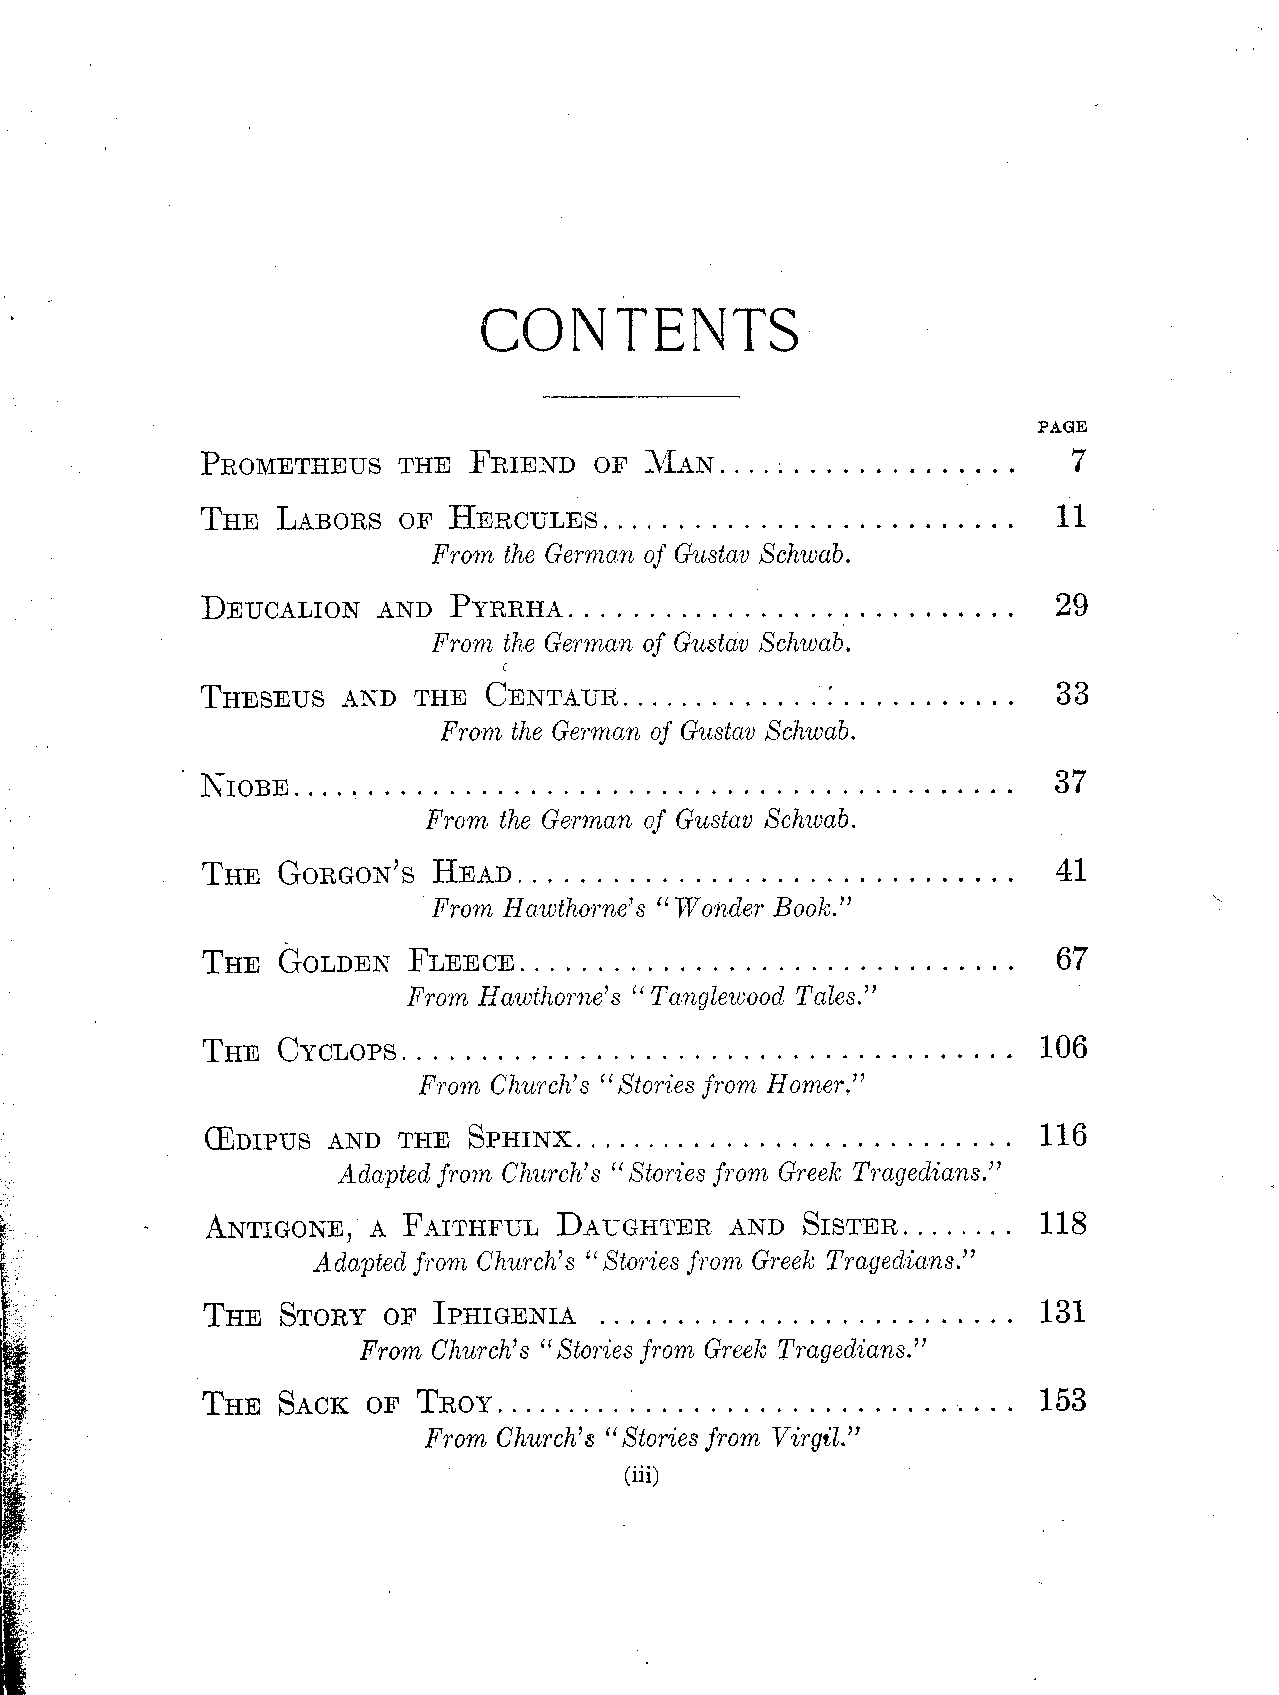 CONTENTS
PAGE
PROMETHEUS THE FRIEND OF MAN.................. 7
THE LABORS OF HERCULES.......................... 11
From the German of Gustav Schwab.
DEUCALION AND PYRRHA............................ 29
From the German of Gustav Schwab.
THESEUS AND THE CENTAUR......................... 33
From the German of Gustav Schwab.
NIOBE.............................................. 37
From the German of Gustav Schwab.
THE GORGON'S HEAD............................... 41
From Hawthorne's "Wonder Book."
THE GOLDEN FLEECE............................... 67
From Hawthorne's "Tanglewood Tales."
THE CYCLOPS....................................... 106
From Church's "Stories from Homer."
ŒDIPUS AND THE SPHINX............................ 116
Adapted from Church's "Stories from Greek Tragedians."
ANTIGONE, A FAITHFUL DAUGHTER AND SISTER........ 118
Adapted from Church's "Stories from Greek Tragedians."
THE STORY OF IPHIGENIA .......................... 131
From Church's "Stories from Greek Tragedians."
THE SACK OF TROY................................. 153
From Church's "Stories from Virgil."
(iii)